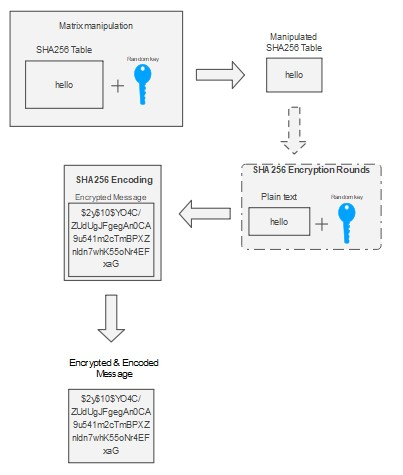 Matrix manipulation
SHA256 Table
Random key
hello
+
Manipulated
SHA256 Table
hello
SHA256 Encryption Rounds
Plain text
Random key
hello
+
SHA256 Encoding
Encrypted Message
$2y$10$YO4C/
ZUdUgJFgegAn0CA
9u541m2cTmBPXZ
nldn7whK55oNr4EF
xaG
Encrypted & Encoded
Message
$2y$10$YO4C/
ZUdUgJFgegAn0CA
9u541m2cTmBPXZ
nldn7whK55oNr4EF
xaG